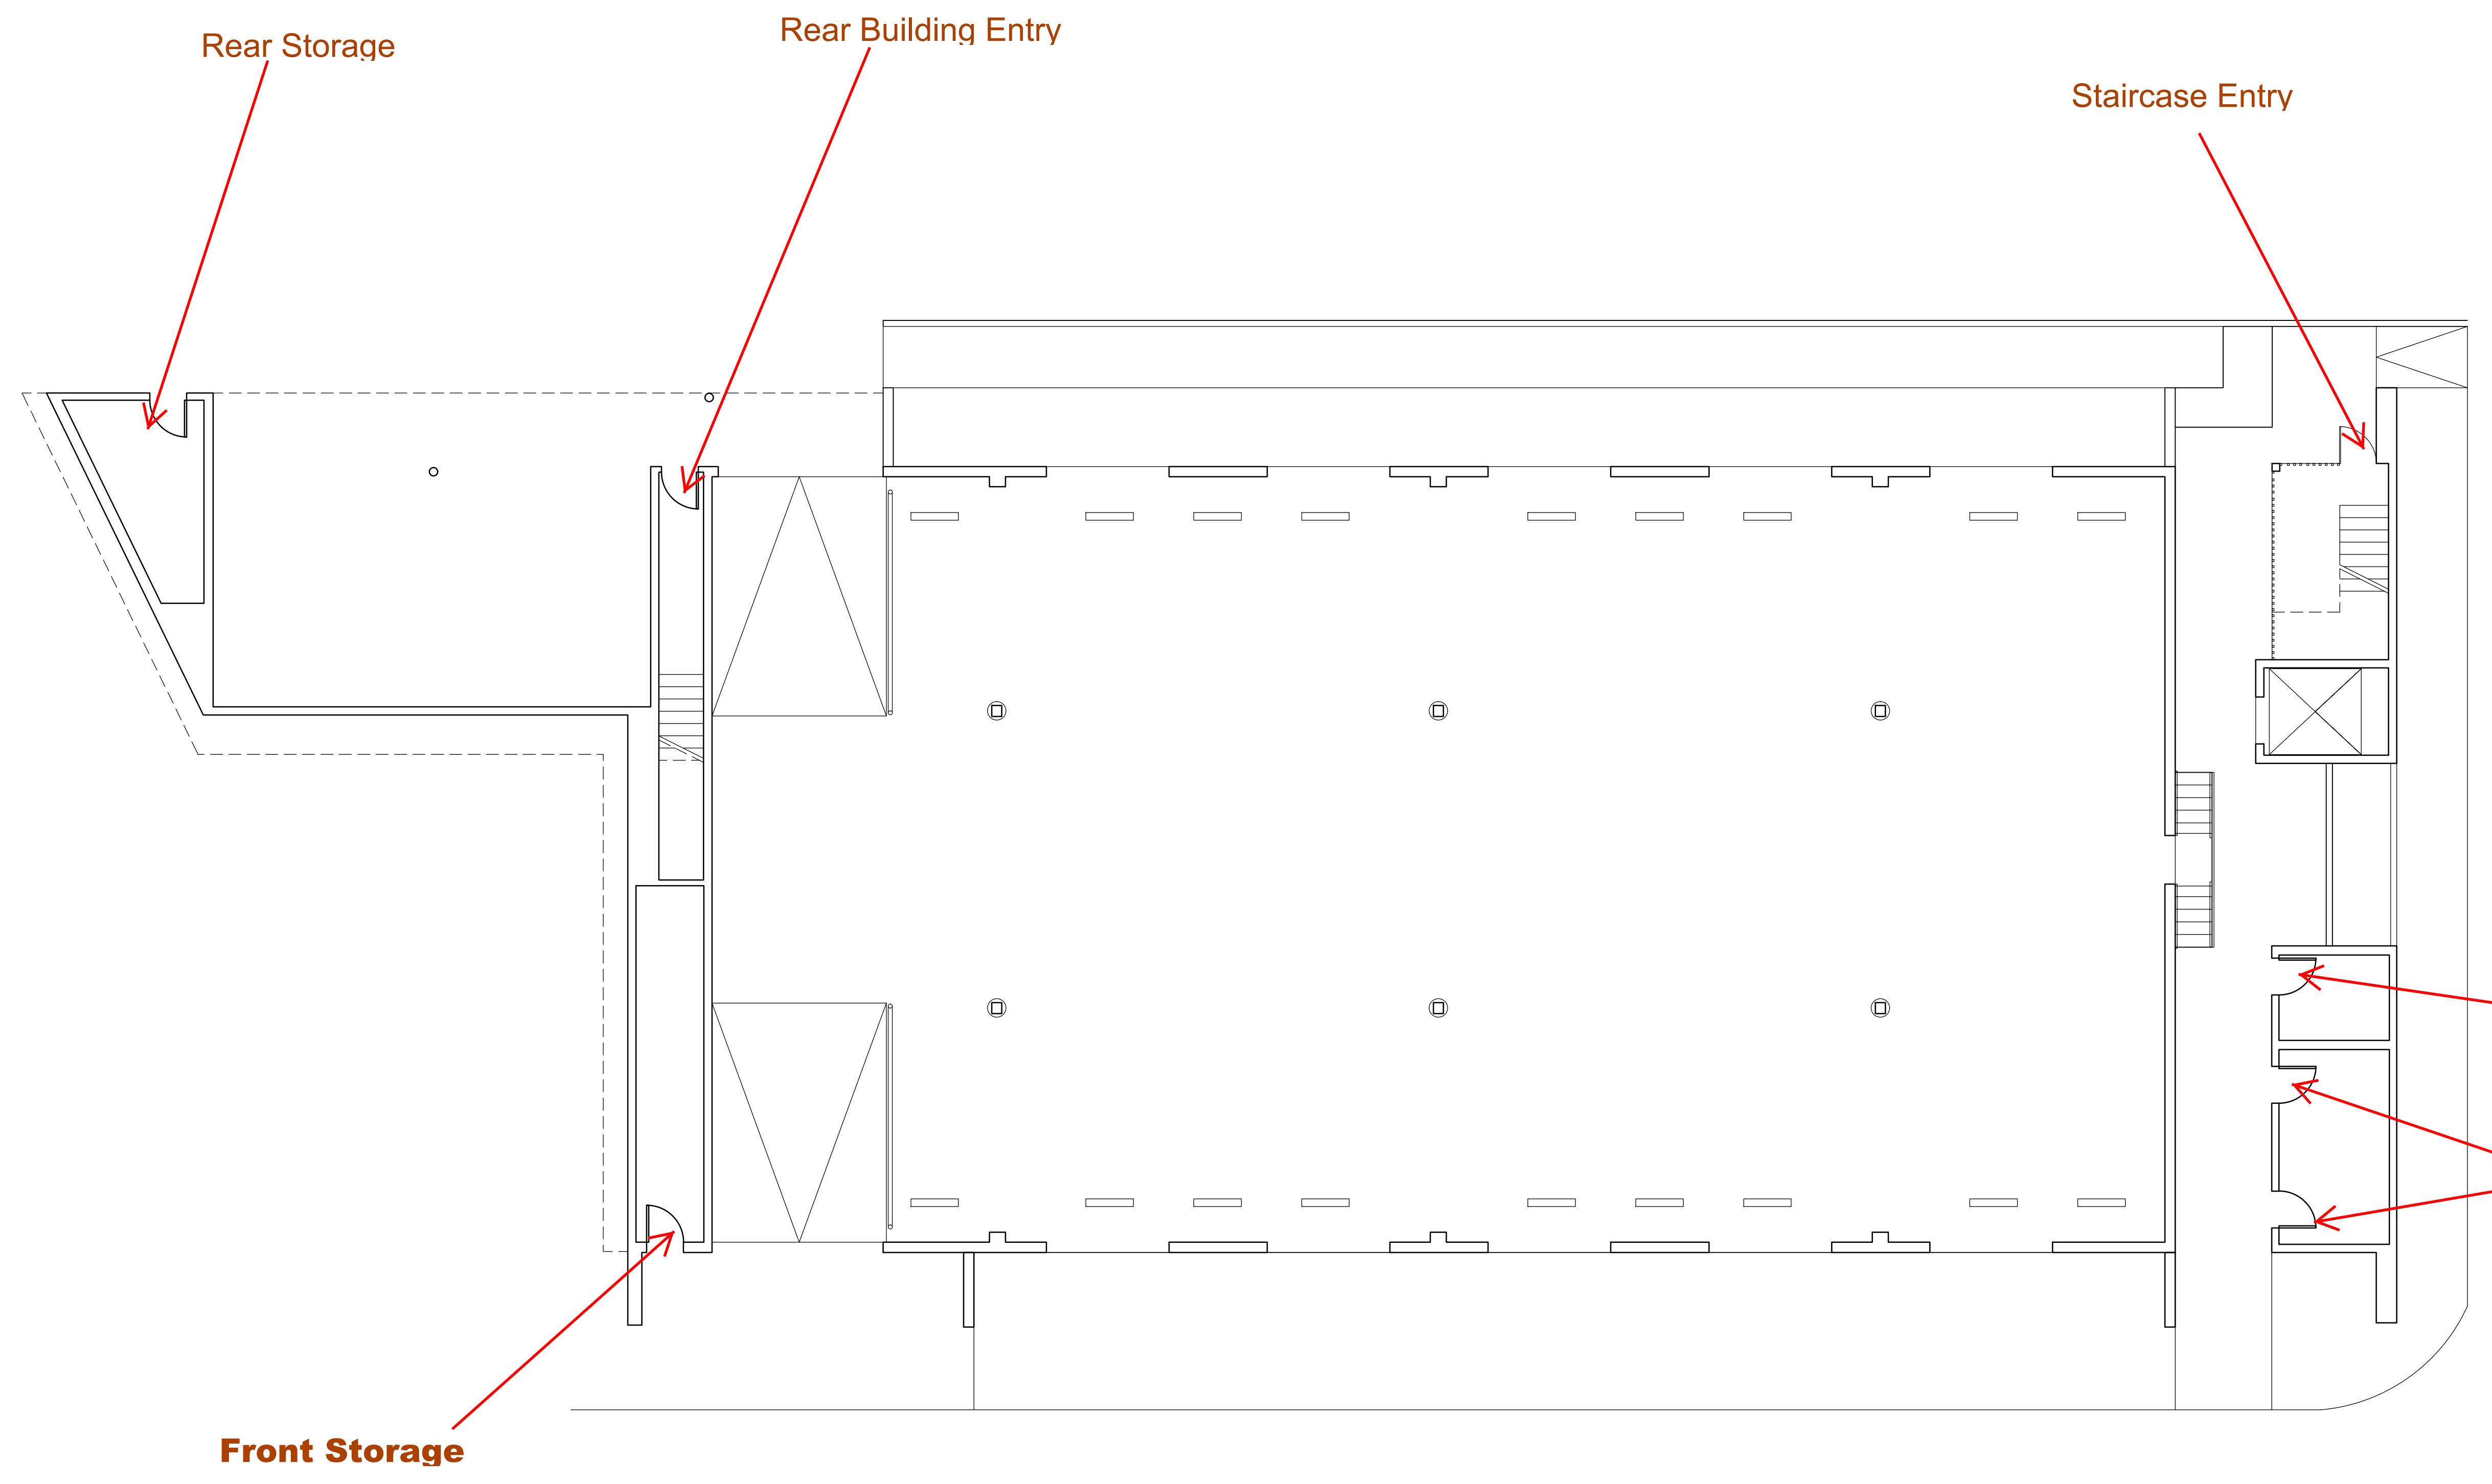 Rear Building Entry
Rear Storage
Staircase Entry
Front Storage